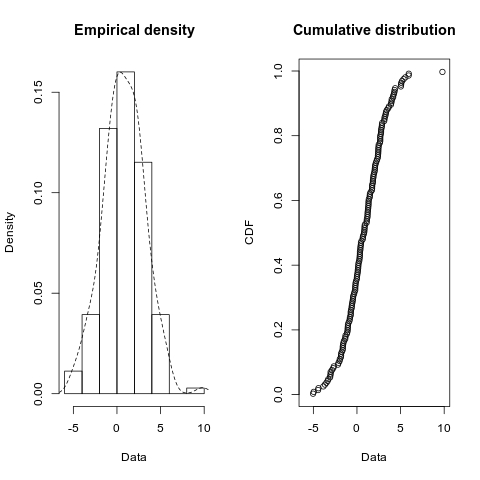 Empirical density
Density
0.00
0.05
0.10
0.15
-5 0 5 10
Data
Cumulative distribution
CDF
0.0
0.2
0.4
0.6
0.8
1.0
-5 0 5 10
Data